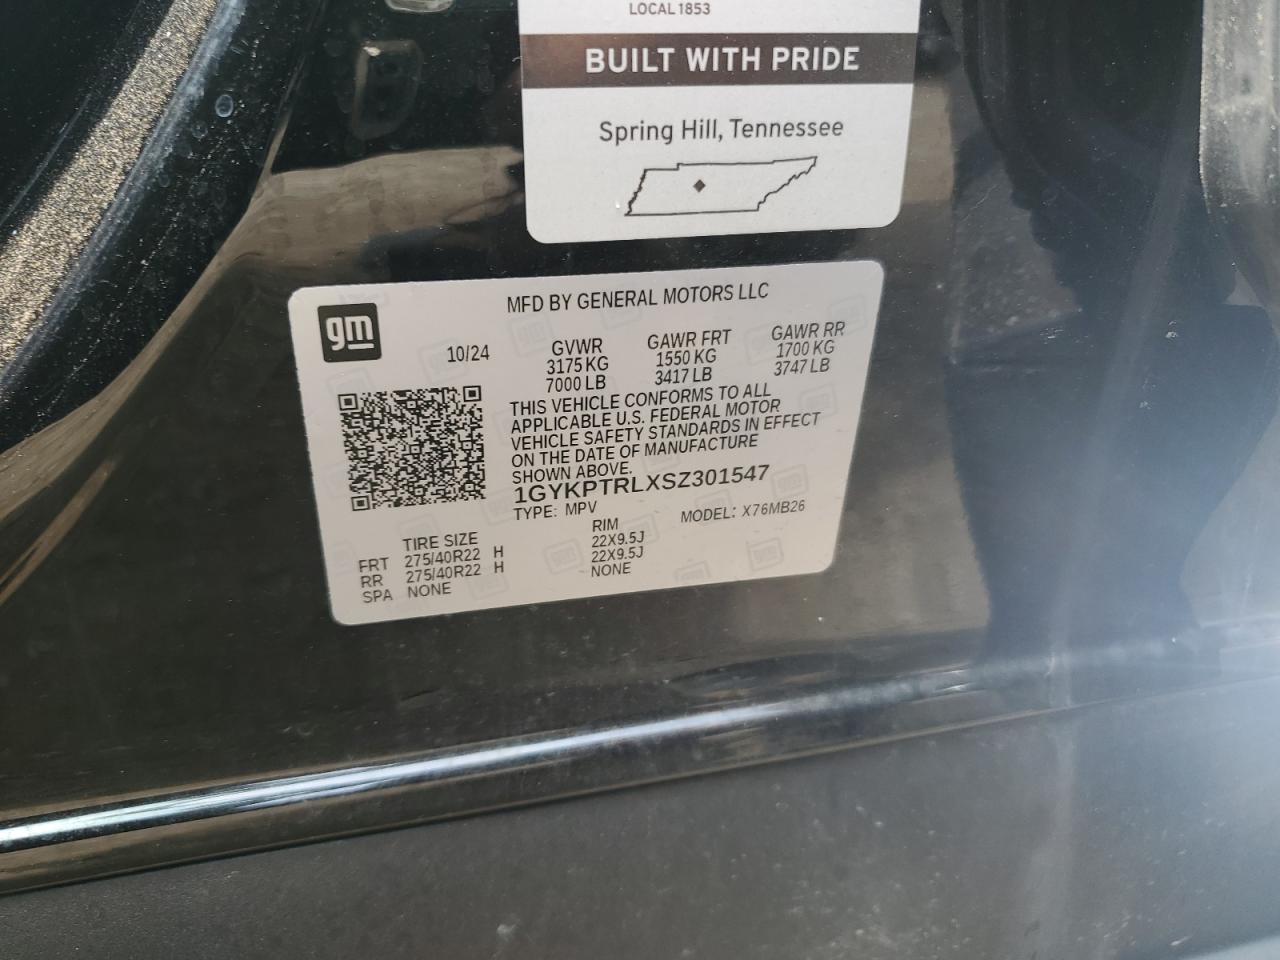 LOCAL 1853
BUILT WITH PRIDE
Spring Hill, Tennessee
gm
MFD BY GENERAL MOTORS LLC
10/24
GVWR
3175 KG
7000 LB
GAWR FRT
1550 KG
3417 LB
GAWR RR
1700 KG
3747 LB
THIS VEHICLE CONFORMS TO ALL
APPLICABLE U.S. FEDERAL MOTOR
VEHICLE SAFETY STANDARDS IN EFFECT
ON THE DATE OF MANUFACTURE
SHOWN ABOVE.
1GYKPTRLXSZ301547
TYPE: MPV
MODEL: X76MB26
TIRE SIZE
RIM
FRT 275/40R22 H 22X9.5J
RR 275/40R22 H 22X9.5J
SPA NONE NONE